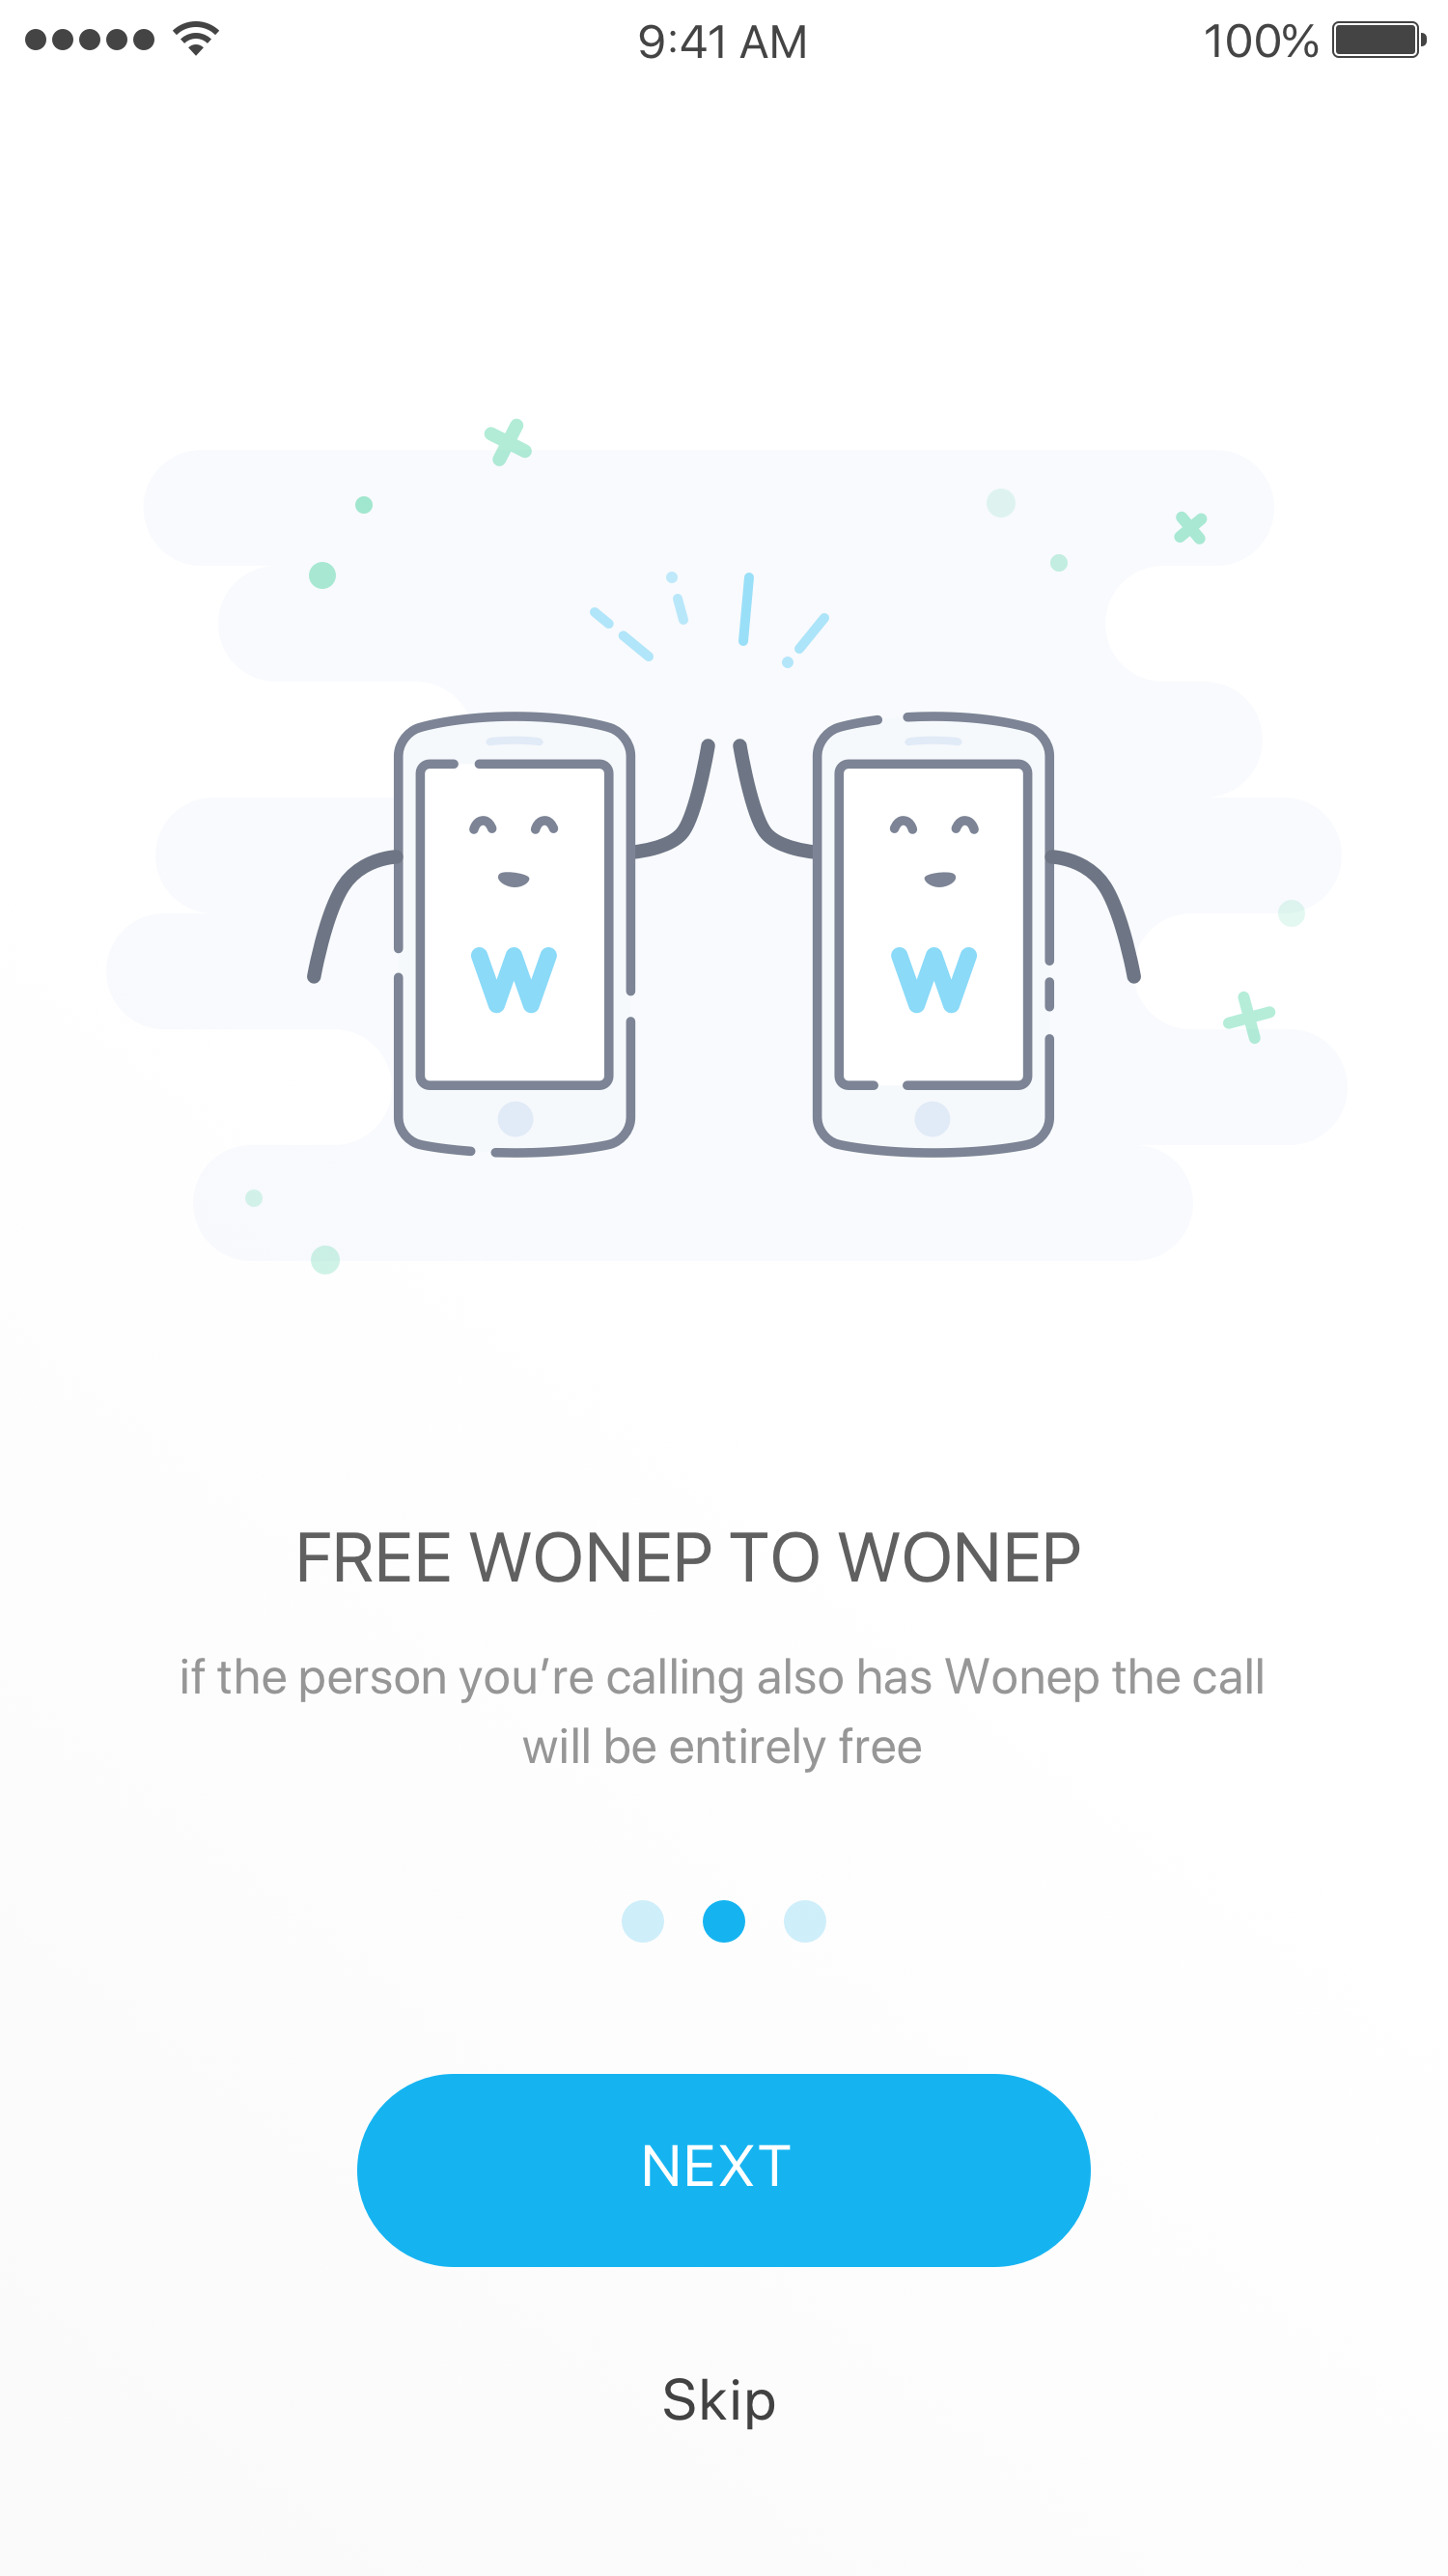 9:41 AM 100%
W W
FREE WONEP TO WONEP
if the person you’re calling also has Wonep the call
will be entirely free
NEXT
Skip